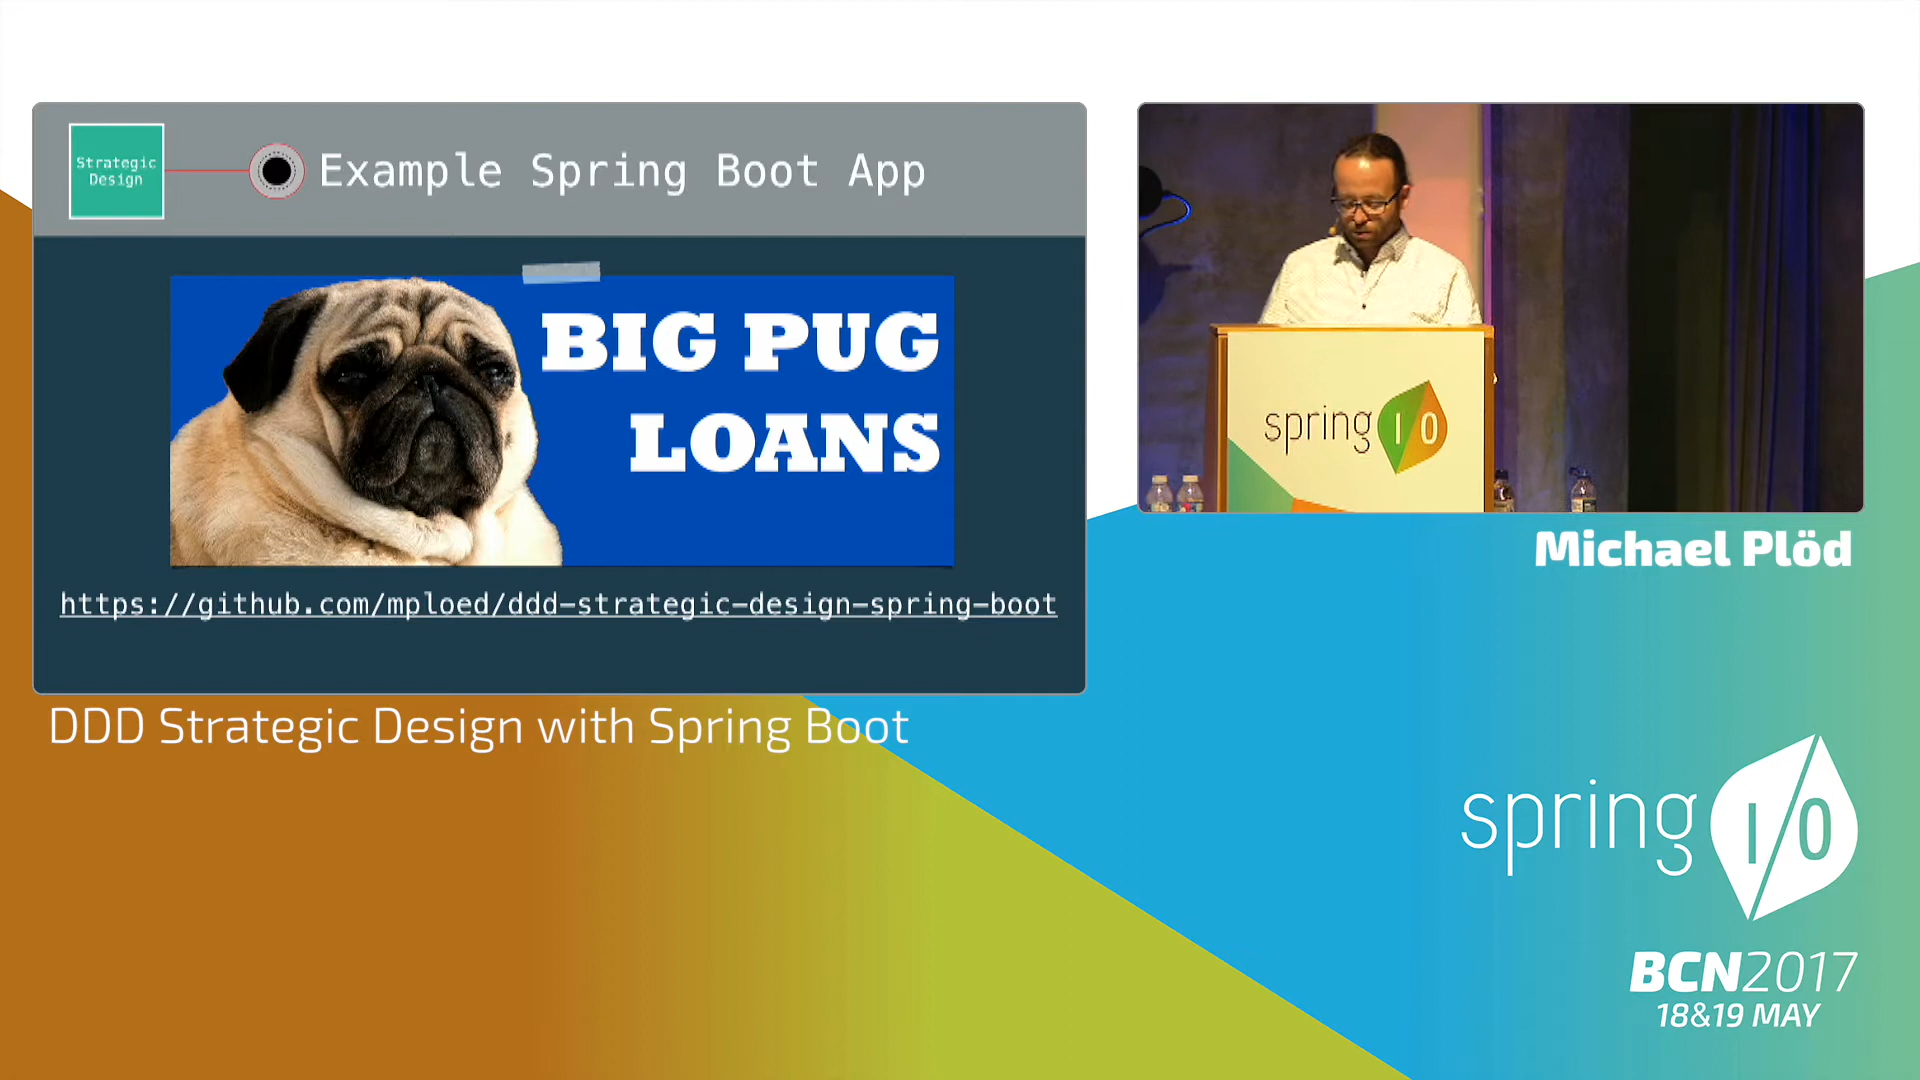 Strategic
Design
Example Spring Boot App
BIG PUG
LOANS
https://github.com/mploed/ddd-strategic-design-spring-boot
DDD Strategic Design with Spring Boot
spring I/O
Michael Plöd
spring I/O
BCN2017
18&19 MAY